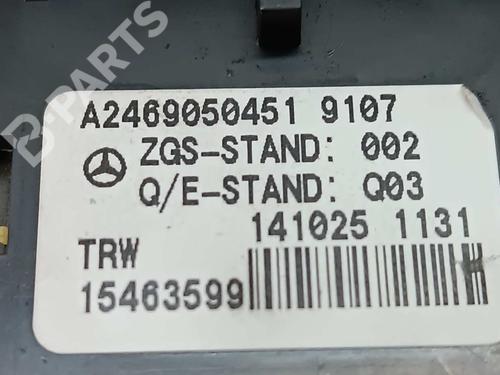 B-PARTS
A2469050451 9107
ZGS-STAND: 002
Q/E-STAND: Q03
141025 1131
TRW
15463599